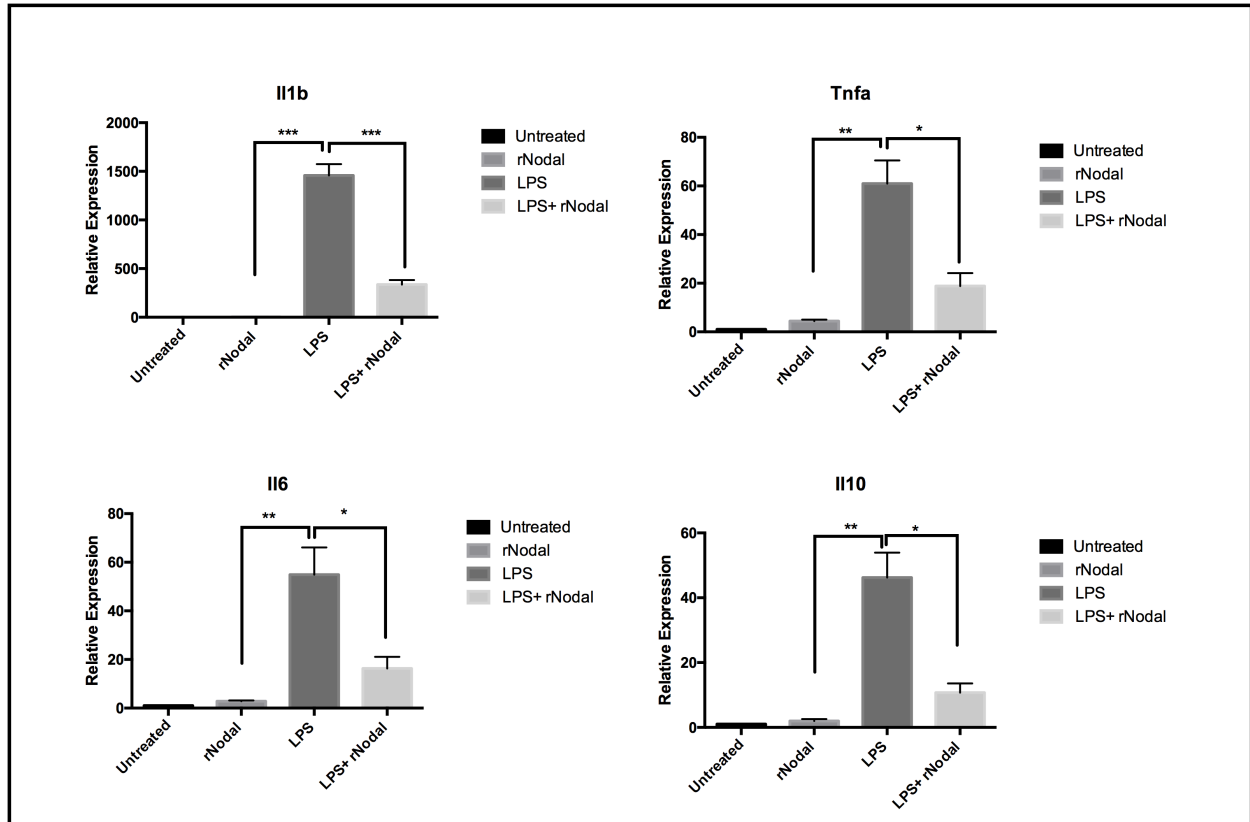 Il1b
Relative Expression
2000
1500
1000
500
0
***
***
Untreated
rNodal
LPS
LPS+ rNodal
Untreated
rNodal
LPS
LPS+ rNodal
Tnfa
Relative Expression
80
60
40
20
0
**
*
Untreated
rNodal
LPS
LPS+ rNodal
Untreated
rNodal
LPS
LPS+ rNodal
Il6
Relative Expression
80
60
40
20
0
**
*
Untreated
rNodal
LPS
LPS+ rNodal
Untreated
rNodal
LPS
LPS+ rNodal
Il10
Relative Expression
60
40
20
0
**
*
Untreated
rNodal
LPS
LPS+ rNodal
Untreated
rNodal
LPS
LPS+ rNodal